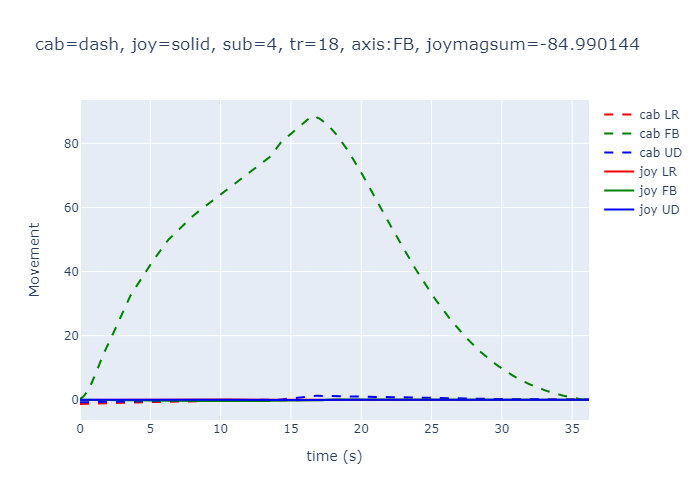 cab=dash, joy=solid, sub=4, tr=18, axis:FB, joymagsum=-84.990144
Movement
80
60
40
20
0
0 5 10 15 20 25 30 35
time (s)
cab LR
cab FB
cab UD
joy LR
joy FB
joy UD